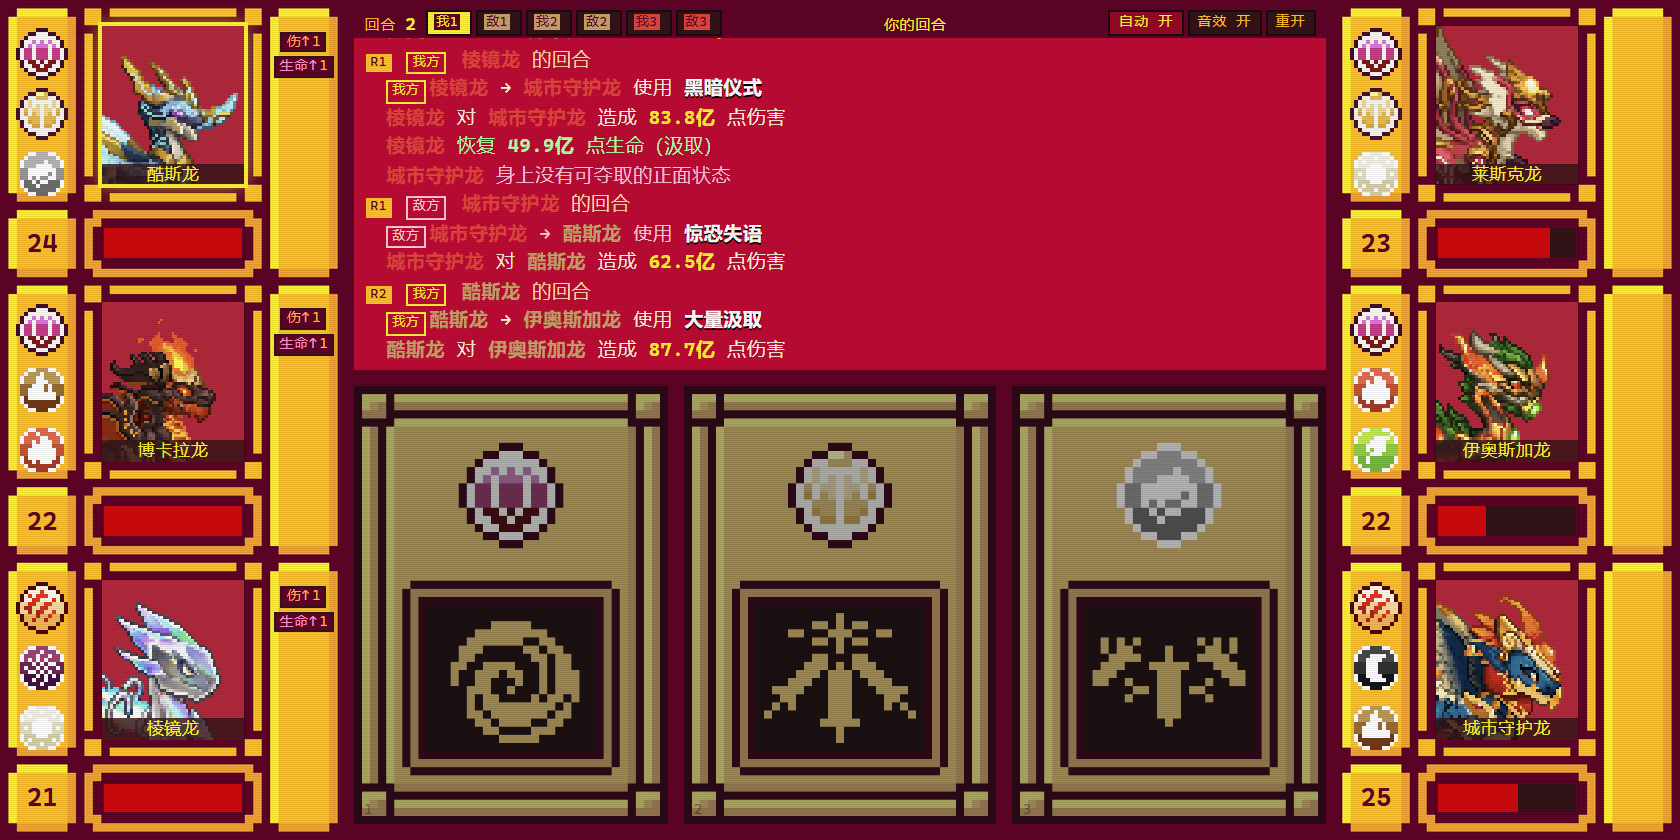 回合 2 我1 敌1 我2 敌2 我3 敌3 你的回合 自动 开 音效 开 重开
R1 我方 棱镜龙 的回合
我方 棱镜龙 → 城市守护龙 使用 黑暗仪式
棱镜龙 对 城市守护龙 造成 83.8亿 点伤害
棱镜龙 恢复 49.9亿 点生命 (汲取)
城市守护龙 身上没有可夺取的正面状态
R1 敌方 城市守护龙 的回合
敌方 城市守护龙 → 酷斯龙 使用 惊恐失语
城市守护龙 对 酷斯龙 造成 62.5亿 点伤害
R2 我方 酷斯龙 的回合
我方 酷斯龙 → 伊奥斯加龙 使用 大量汲取
酷斯龙 对 伊奥斯加龙 造成 87.7亿 点伤害
伤↑1
生命↑1
酷斯龙
24
伤↑1
生命↑1
博卡拉龙
22
伤↑1
生命↑1
棱镜龙
21
1
2
3
莱斯克龙
23
伊奥斯加龙
22
城市守护龙
25